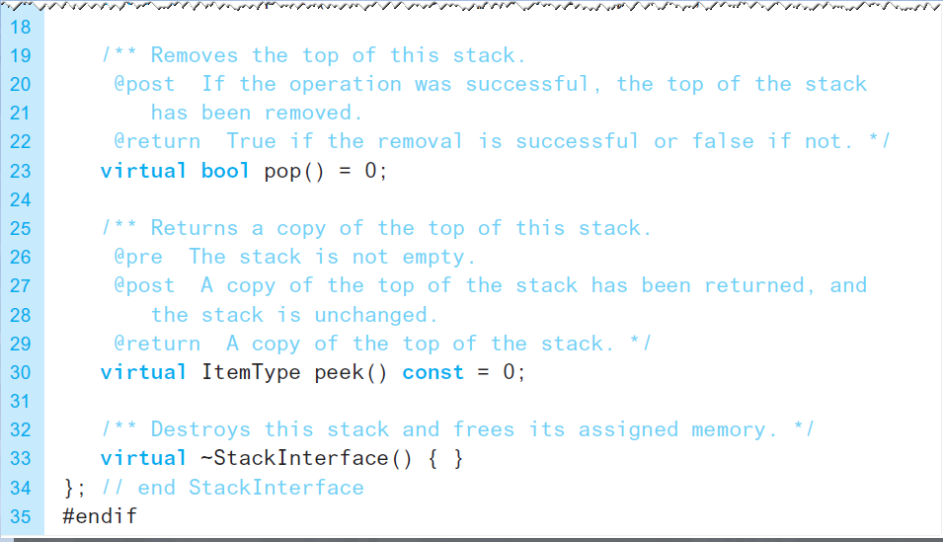 18
19 /** Removes the top of this stack.
20 @post If the operation was successful, the top of the stack
21 has been removed.
22 @return True if the removal is successful or false if not. */
23 virtual bool pop() = 0;
24
25 /** Returns a copy of the top of this stack.
26 @pre The stack is not empty.
27 @post A copy of the top of the stack has been returned, and
28 the stack is unchanged.
29 @return A copy of the top of the stack. */
30 virtual ItemType peek() const = 0;
31
32 /** Destroys this stack and frees its assigned memory. */
33 virtual ~StackInterface() { }
34 }; // end StackInterface
35 #endif